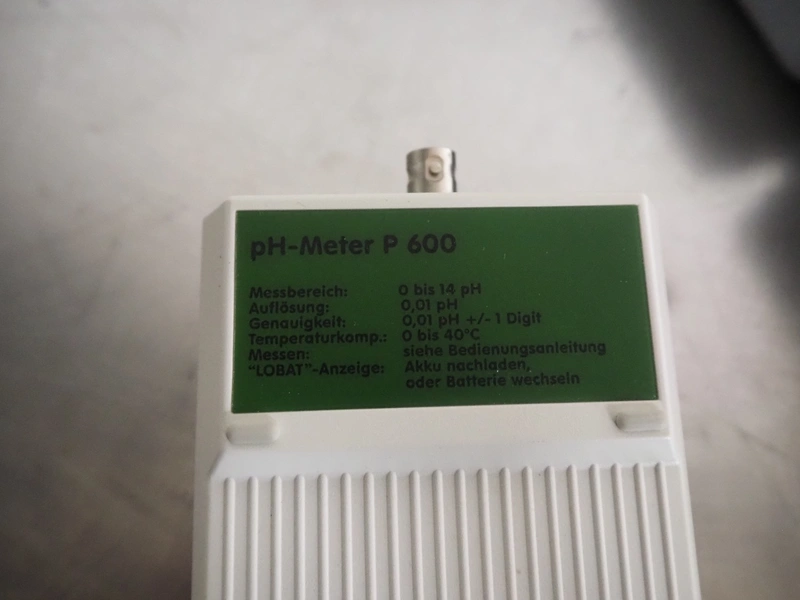 pH-Meter P 600
Messbereich: 0 bis 14 pH
Auflösung: 0,01 pH
Genauigkeit: 0,01 pH +/- 1 Digit
Temperaturkomp.: 0 bis 40°C
Messen: siehe Bedienungsanleitung
"LOBAT"-Anzeige: Akku nachladen,
oder Batterie wechseln